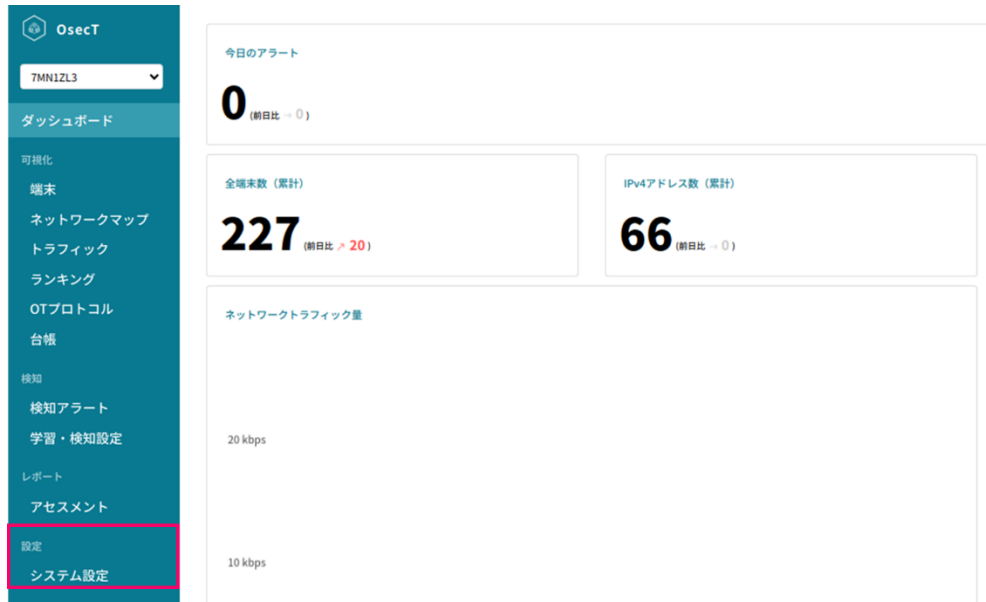 OsecT
7MN1ZL3
ダッシュボード
可視化
端末
ネットワークマップ
トラフィック
ランキング
OTプロトコル
台帳
検知
検知アラート
学習・検知設定
レポート
アセスメント
設定
システム設定
今日のアラート
0 (前日比 → 0 )
全端末数（累計）
227 (前日比 ↗ 20 )
IPv4アドレス数（累計）
66 (前日比 → 0 )
ネットワークトラフィック量
20 kbps
10 kbps